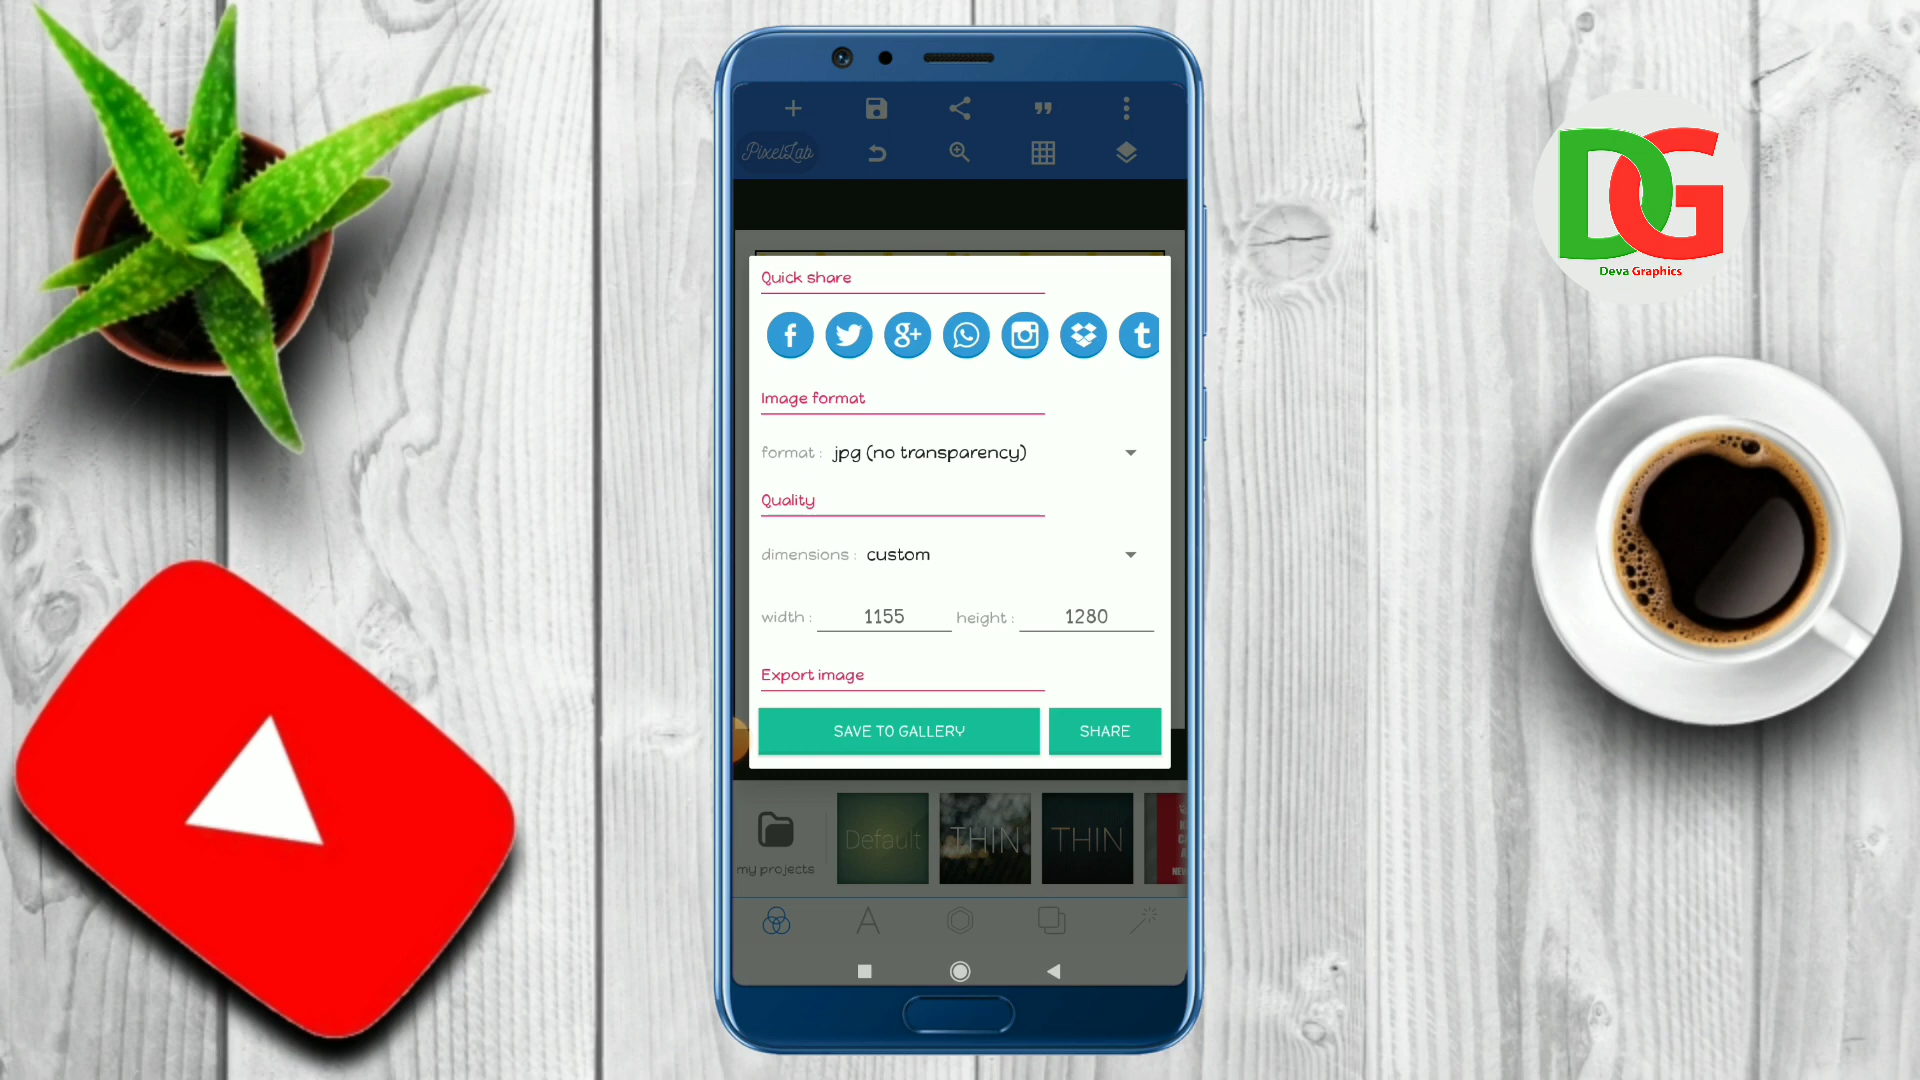 PixelLab
Quick share
Image format
format : jpg (no transparency)
Quality
dimensions : custom
width : 1155 height : 1280
Export image
SAVE TO GALLERY SHARE
my projects
Default
THIN
THIN
DG
Deva Graphics